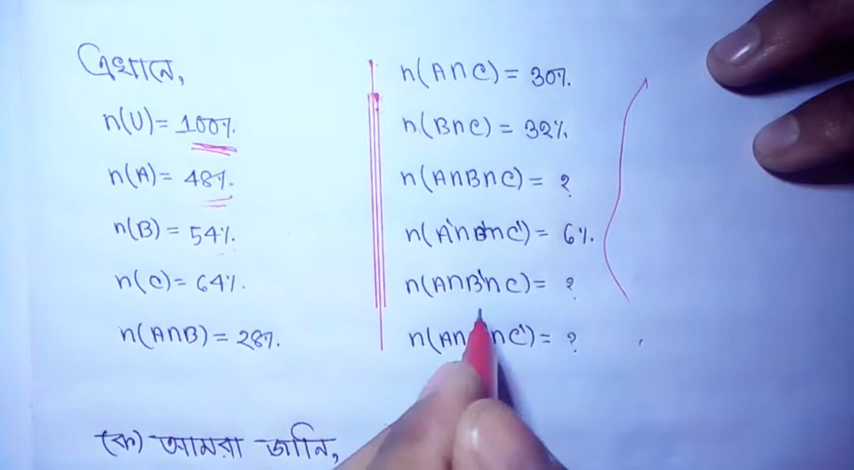 এখানে,
n(U) = 100%.
n(A) = 48%.
n(B) = 54%.
n(C) = 64%.
n(A∩B) = 28%.
n(A∩C) = 30%.
n(B∩C) = 32%.
n(A∩B∩C) = ?
n(A'∩B'∩C') = 6%.
n(A∩B'∩C) = ?
n(A∩ ∩C') = ?
(ক) আমরা জানি,